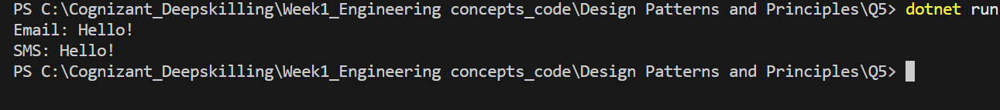 PS C:\Cognizant_Deepskilling\Week1_Engineering concepts_code\Design Patterns and Principles\Q5> dotnet run
Email: Hello!
SMS: Hello!
PS C:\Cognizant_Deepskilling\Week1_Engineering concepts_code\Design Patterns and Principles\Q5>